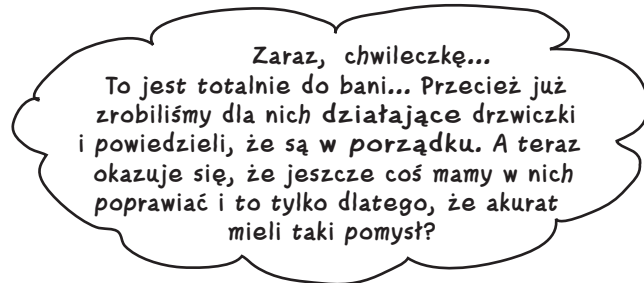 Zaraz, chwileczkę...
To jest totalnie do bani... Przecież już
zrobiliśmy dla nich działające drzwiczki
i powiedzieli, że są w porządku. A teraz
okazuje się, że jeszcze coś mamy w nich
poprawiać i to tylko dlatego, że akurat
mieli taki pomysł?